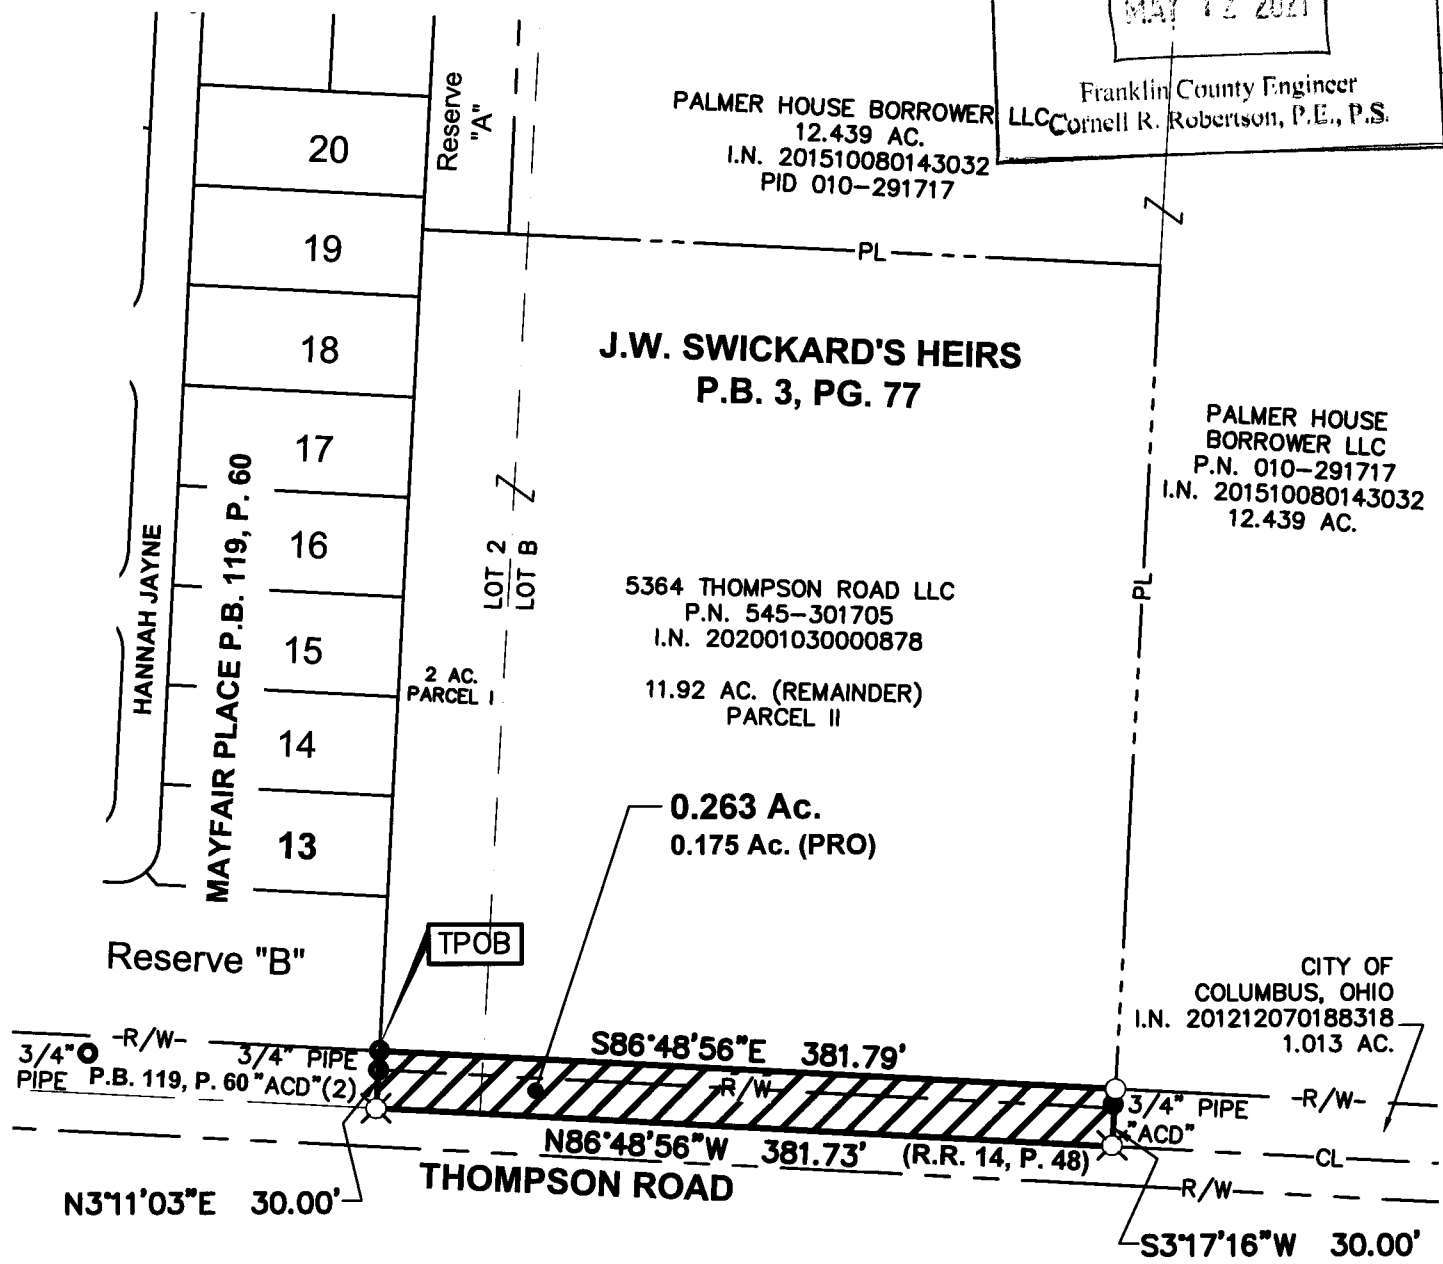 MAY 12 2021
Franklin County Engineer
Cornell R. Robertson, P.E., P.S.
PALMER HOUSE BORROWER LLC
12.439 AC.
I.N. 201510080143032
PID 010-291717
Reserve
"A"
20
19
18
17
16
15
14
13
PL
J.W. SWICKARD'S HEIRS
P.B. 3, PG. 77
PALMER HOUSE
BORROWER LLC
P.N. 010-291717
I.N. 201510080143032
12.439 AC.
HANNAH JAYNE
MAYFAIR PLACE P.B. 119, P. 60
LOT 2
LOT B
PL
5364 THOMPSON ROAD LLC
P.N. 545-301705
I.N. 202001030000878
2 AC.
PARCEL I
11.92 AC. (REMAINDER)
PARCEL II
0.263 Ac.
0.175 Ac. (PRO)
TPOB
Reserve "B"
CITY OF
COLUMBUS, OHIO
I.N. 201212070188318
1.013 AC.
-R/W-
3/4"
PIPE
3/4" PIPE
P.B. 119, P. 60 "ACD"(2)
S86°48'56"E 381.79'
-R/W-
3/4" PIPE
"ACD"
-R/W-
N86°48'56"W 381.73' (R.R. 14, P. 48)
CL
THOMPSON ROAD
R/W
N3°11'03"E 30.00'
S3°17'16"W 30.00'